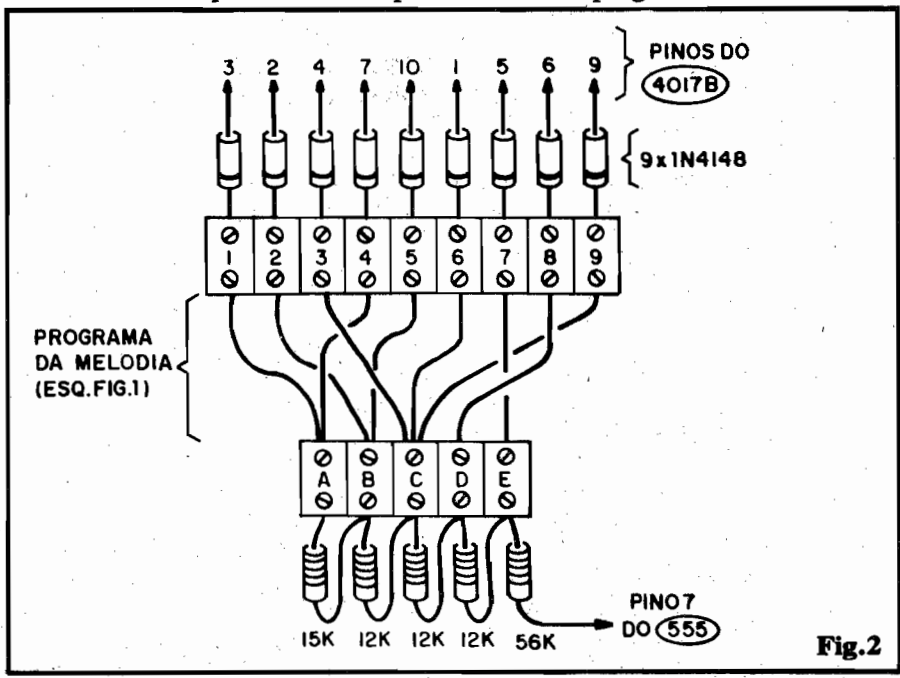 3 2 4 7 10 1 5 6 9
PINOS DO
4017B
9x1N4148
1 2 3 4 5 6 7 8 9
PROGRAMA
DA MELODIA
(ESQ.FIG.1)
A B C D E
15K 12K 12K 12K 56K
PINO 7
DO 555
Fig.2